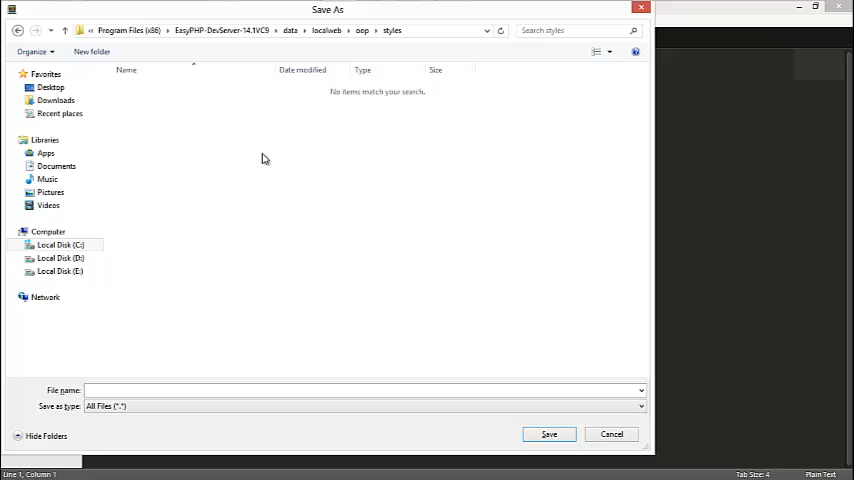 Save As
« Program Files (x86) EasyPHP-DevServer-14.1VC9 data localweb oop styles
Search styles
Organize New folder
Name Date modified Type Size
No items match your search.
Favorites
Desktop
Downloads
Recent places
Libraries
Apps
Documents
Music
Pictures
Videos
Computer
Local Disk (C:)
Local Disk (D:)
Local Disk (E:)
Network
File name:
Save as type: All Files (*.*)
Hide Folders Save Cancel
Line 1, Column 1 Tab Size: 4 Plain Text